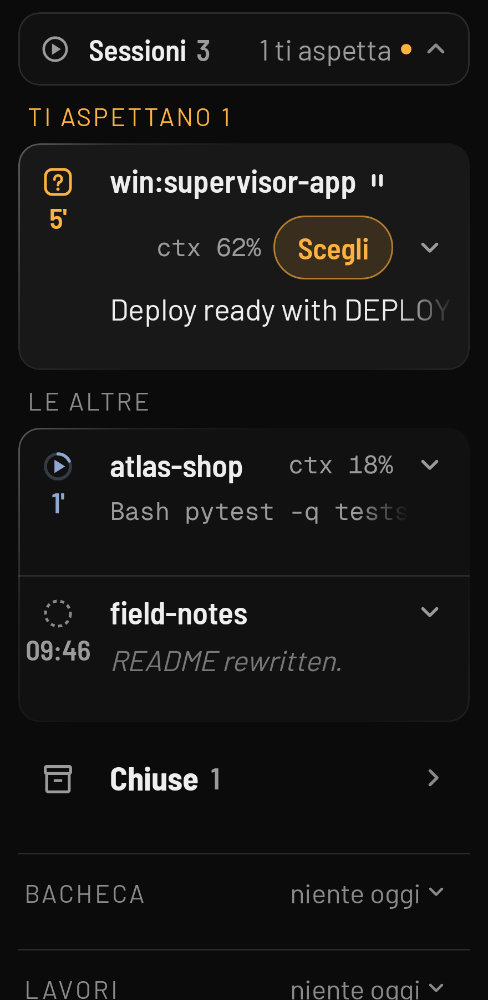 Sessioni 3 1 ti aspetta
TI ASPETTANO 1
win:supervisor-app
5'
ctx 62% Scegli
Deploy ready with DEPLOY
LE ALTRE
atlas-shop ctx 18%
1'
Bash pytest -q tests
field-notes
09:46
README rewritten.
Chiuse 1
BACHECA niente oggi
LAVORI niente oggi